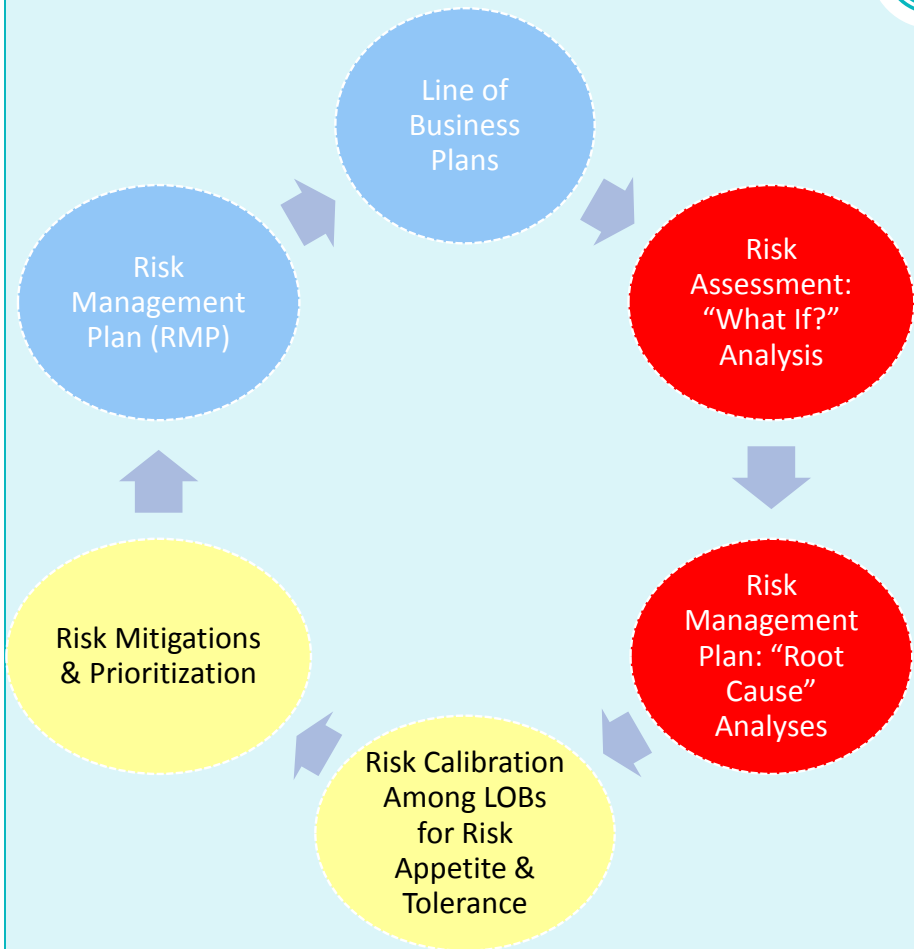 Line of
Business
Plans
Risk
Assessment:
“What If?”
Analysis
Risk
Management
Plan: “Root
Cause”
Analyses
Risk Calibration
Among LOBs
for Risk
Appetite &
Tolerance
Risk Mitigations
& Prioritization
Risk
Management
Plan (RMP)